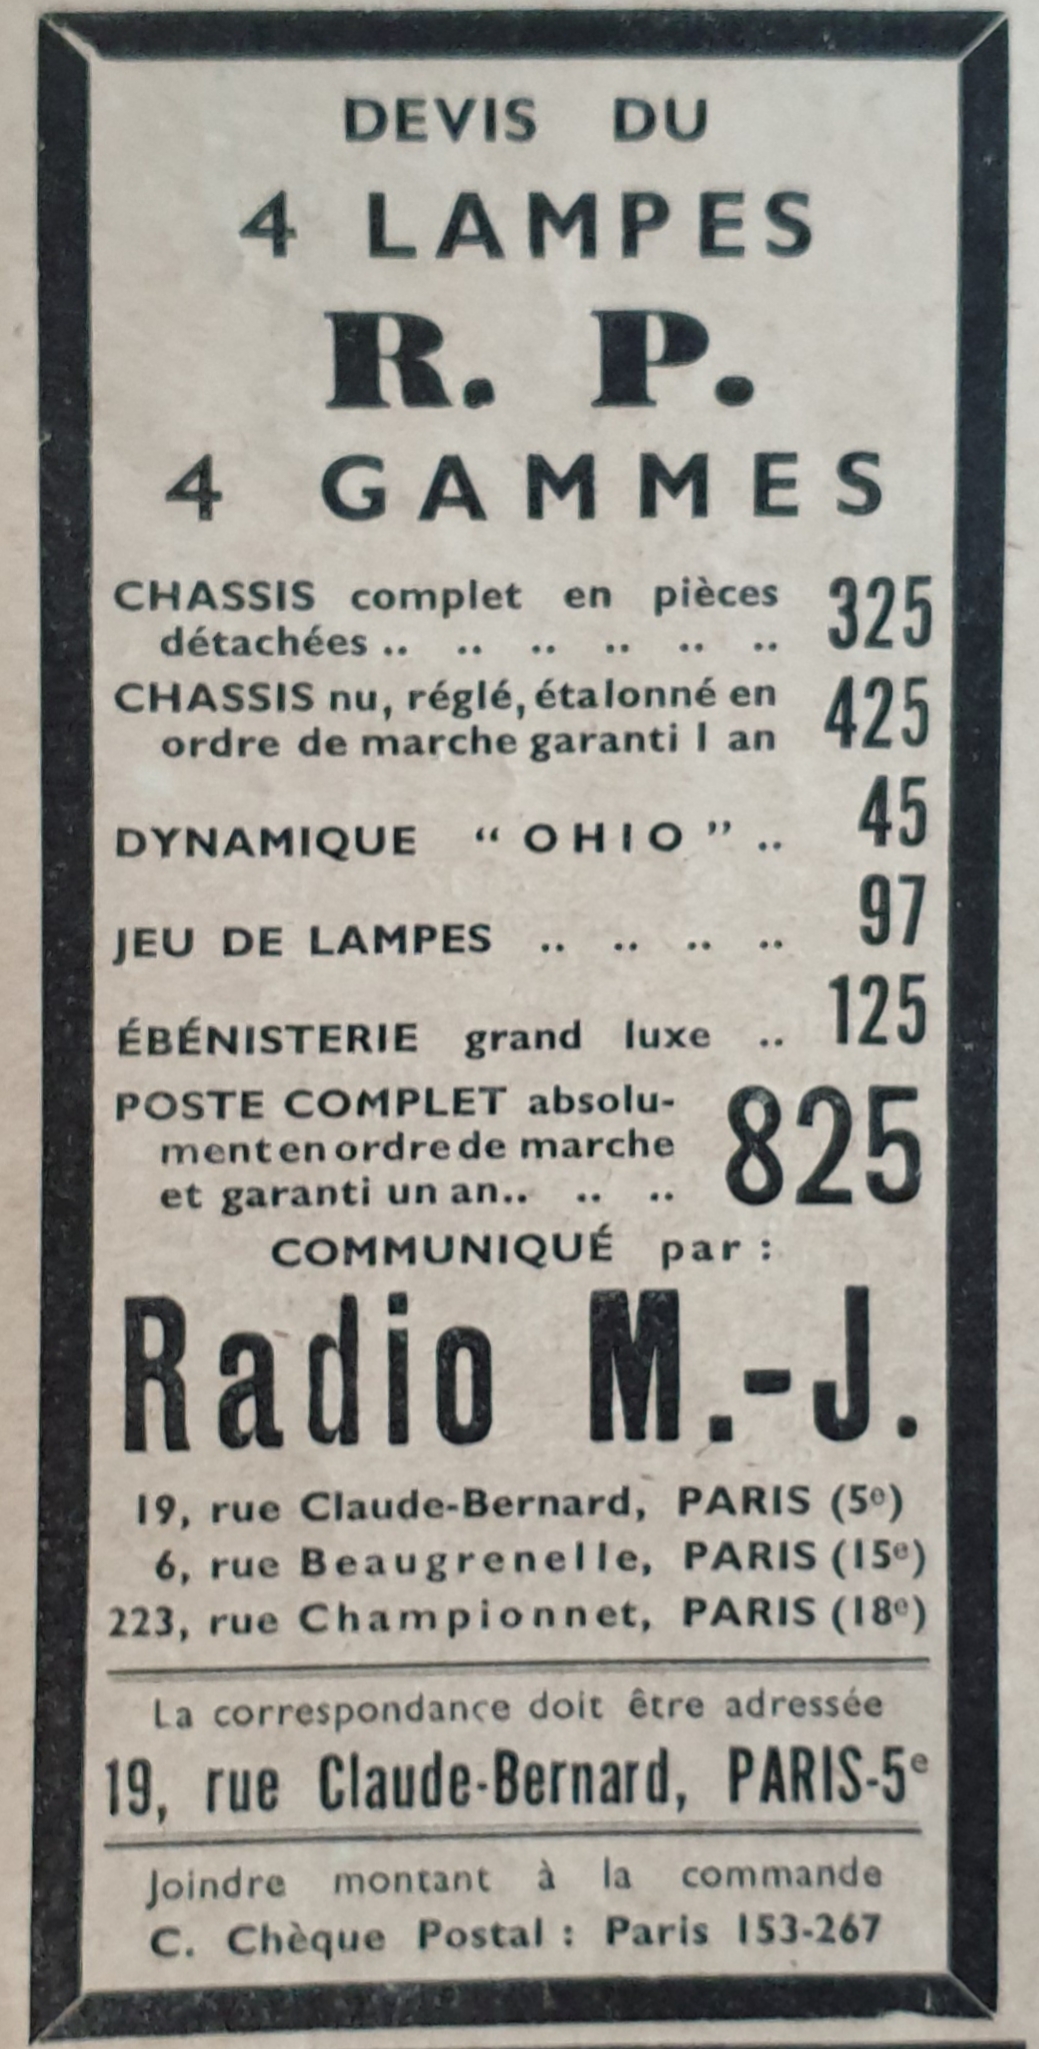 DEVIS DU
4 LAMPES
R. P.
4 GAMMES
CHASSIS complet en pièces
détachées .. .. .. .. .. .. 325
CHASSIS nu, réglé, étalonné en
ordre de marche garanti 1 an 425
DYNAMIQUE “ OHIO ” .. 45
JEU DE LAMPES .. .. .. .. 97
ÉBÉNISTERIE grand luxe .. 125
POSTE COMPLET absolu-
ment en ordre de marche
et garanti un an.. .. .. 825
COMMUNIQUÉ par :
Radio M.-J.
19, rue Claude-Bernard, PARIS (5e)
6, rue Beaugrenelle, PARIS (15e)
223, rue Championnet, PARIS (18e)
La correspondance doit être adressée
19, rue Claude-Bernard, PARIS-5e
Joindre montant à la commande
C. Chèque Postal : Paris 153-267